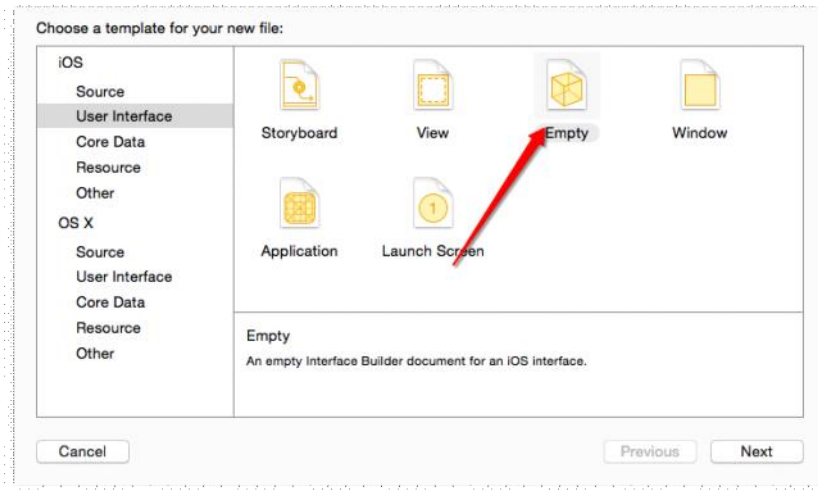 Choose a template for your new file:
iOS
Source
User Interface
Core Data
Resource
Other
OS X
Source
User Interface
Core Data
Resource
Other
Storyboard
View
Empty
Window
Application
1
Launch Screen
Empty
An empty Interface Builder document for an iOS interface.
Cancel
Previous
Next